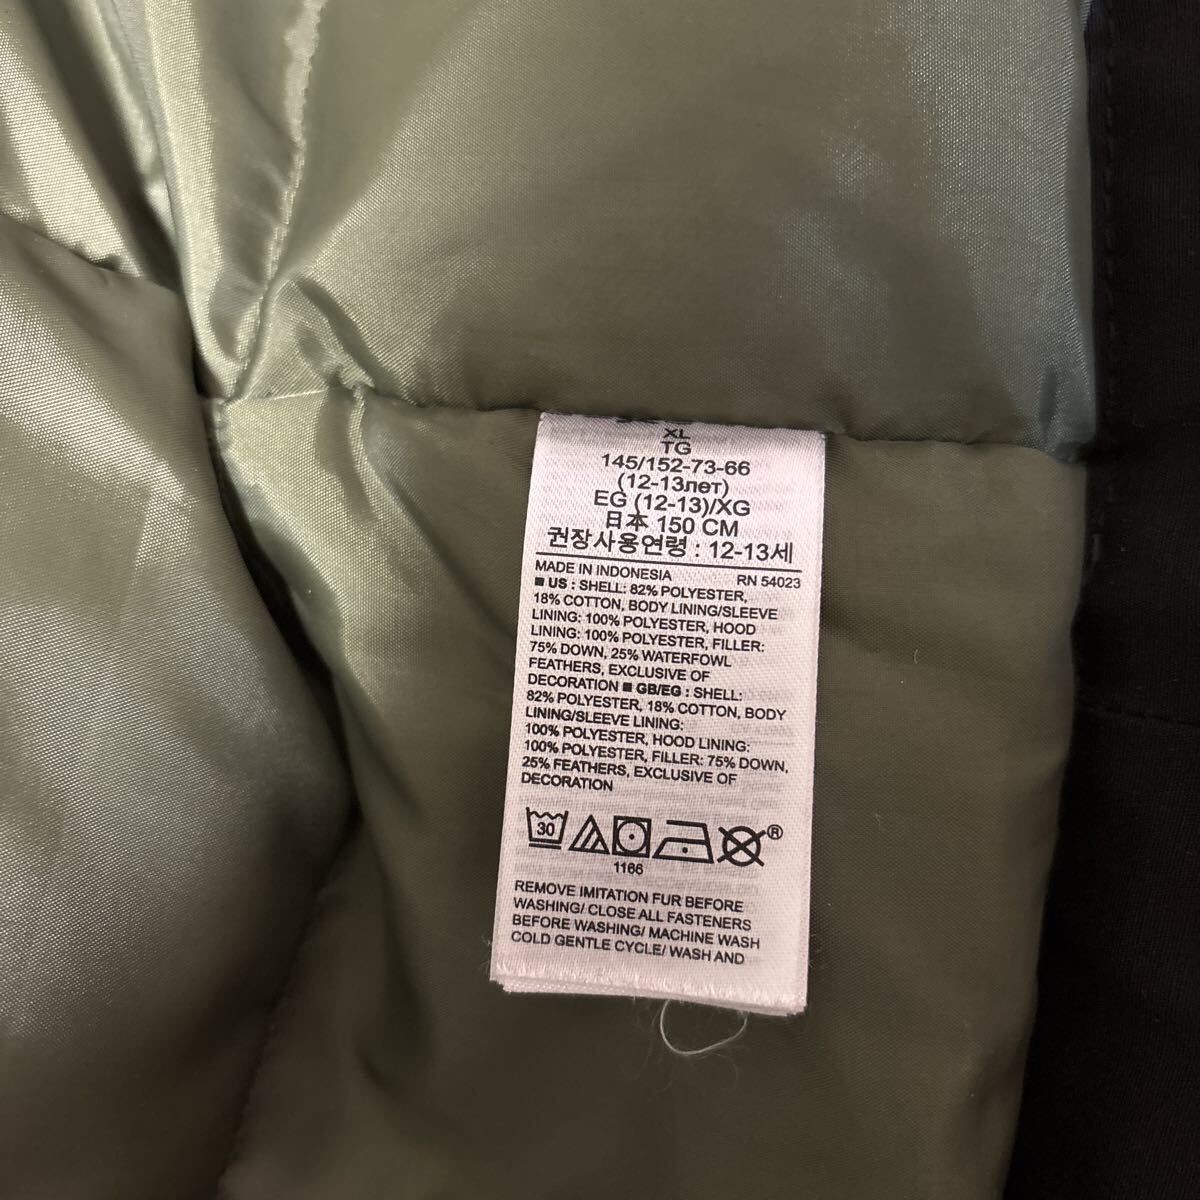 XL
TG
145/152-73-66
(12-13лет)
EG (12-13)/XG
日本 150 CM
권장사용연령 : 12-13세
MADE IN INDONESIA RN 54023
■ US : SHELL: 82% POLYESTER,
18% COTTON, BODY LINING/SLEEVE
LINING: 100% POLYESTER, HOOD
LINING: 100% POLYESTER, FILLER:
75% DOWN, 25% WATERFOWL
FEATHERS, EXCLUSIVE OF
DECORATION ■ GB/EG : SHELL:
82% POLYESTER, 18% COTTON, BODY
LINING/SLEEVE LINING:
100% POLYESTER, HOOD LINING:
100% POLYESTER, FILLER: 75% DOWN,
25% FEATHERS, EXCLUSIVE OF
DECORATION
30 ®
1166
REMOVE IMITATION FUR BEFORE
WASHING/ CLOSE ALL FASTENERS
BEFORE WASHING/ MACHINE WASH
COLD GENTLE CYCLE/ WASH AND